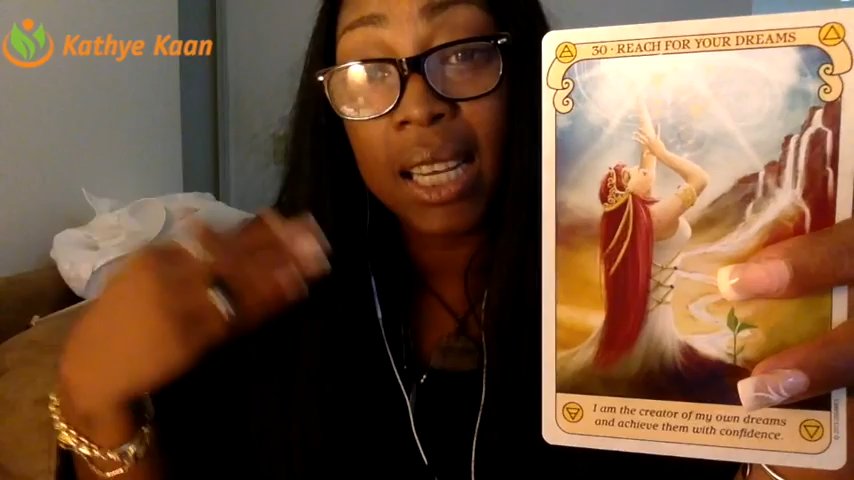 Kathye Kaan
30 · REACH FOR YOUR DREAMS
I am the creator of my own dreams
and achieve them with confidence.